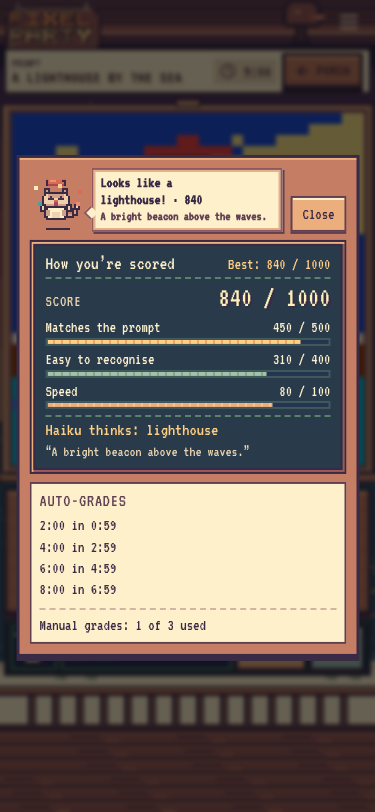 PIXEL
PARTY
PROMPT
A LIGHTHOUSE BY THE SEA
Looks like a
lighthouse! · 840
A bright beacon above the waves.
Close
How you're scored
Best: 840 / 1000
SCORE
840 / 1000
Matches the prompt
450 / 500
Easy to recognise
310 / 400
Speed
80 / 100
Haiku thinks: lighthouse
“A bright beacon above the waves.”
AUTO-GRADES
2:00 in 0:59
4:00 in 2:59
6:00 in 4:59
8:00 in 6:59
Manual grades: 1 of 3 used